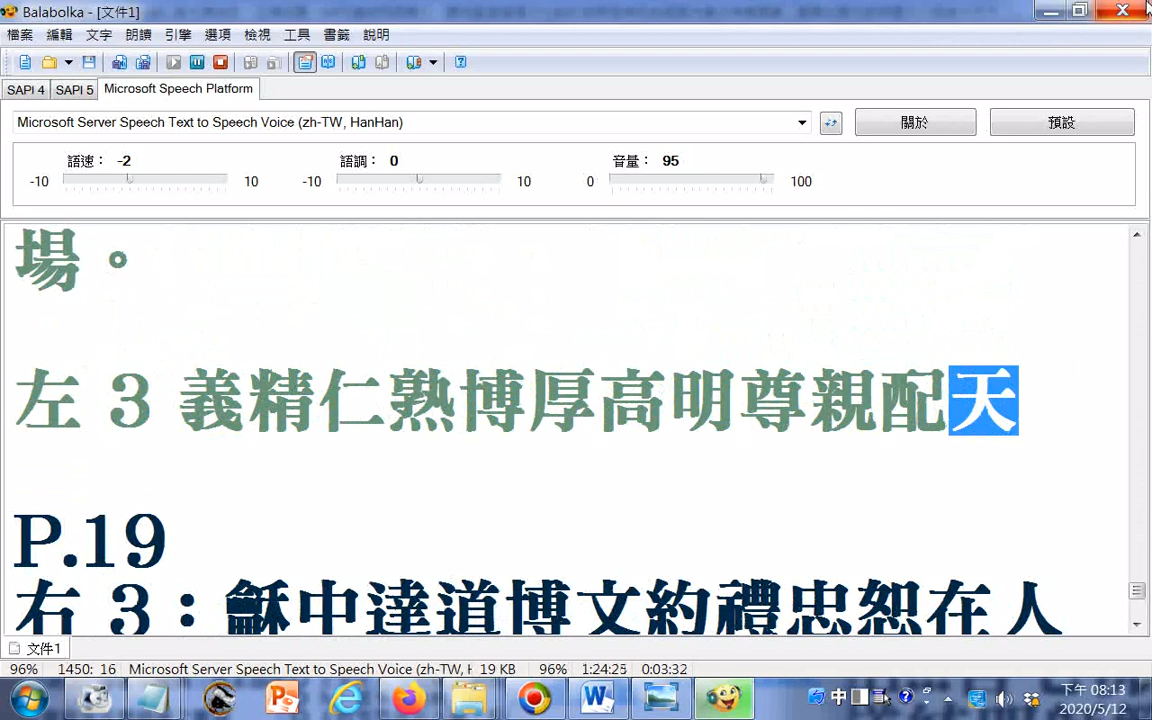 Balabolka - [文件1]
檔案 編輯 文字 朗讀 引擎 選項 檢視 工具 書籤 說明
SAPI 4 SAPI 5 Microsoft Speech Platform
Microsoft Server Speech Text to Speech Voice (zh-TW, HanHan) 關於 預設
語速： -2 語調： 0 音量： 95
-10 10 -10 10 0 100
場。
左 3 義精仁熟博厚高明尊親配天
P.19
右 3：龢中達道博文約禮忠恕在人
文件1
96% 1450: 16 Microsoft Server Speech Text to Speech Voice (zh-TW, H 19 KB 96% 1:24:25 0:03:32
中 下午 08:13
2020/5/12